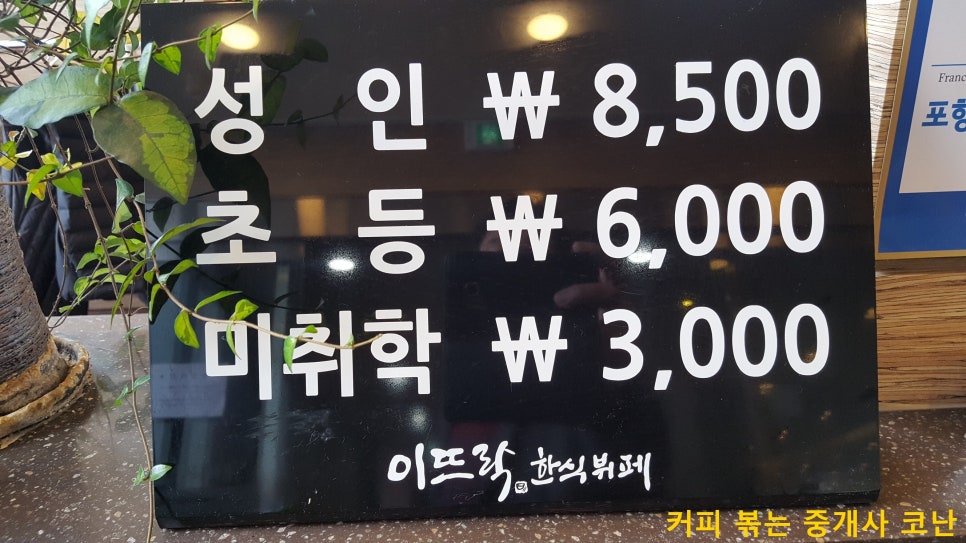 성 인 ₩ 8,500
초 등 ₩ 6,000
미취학 ₩ 3,000
이뜨락 한식뷔페
Franc
포항
커피 볶는 중개사 코난